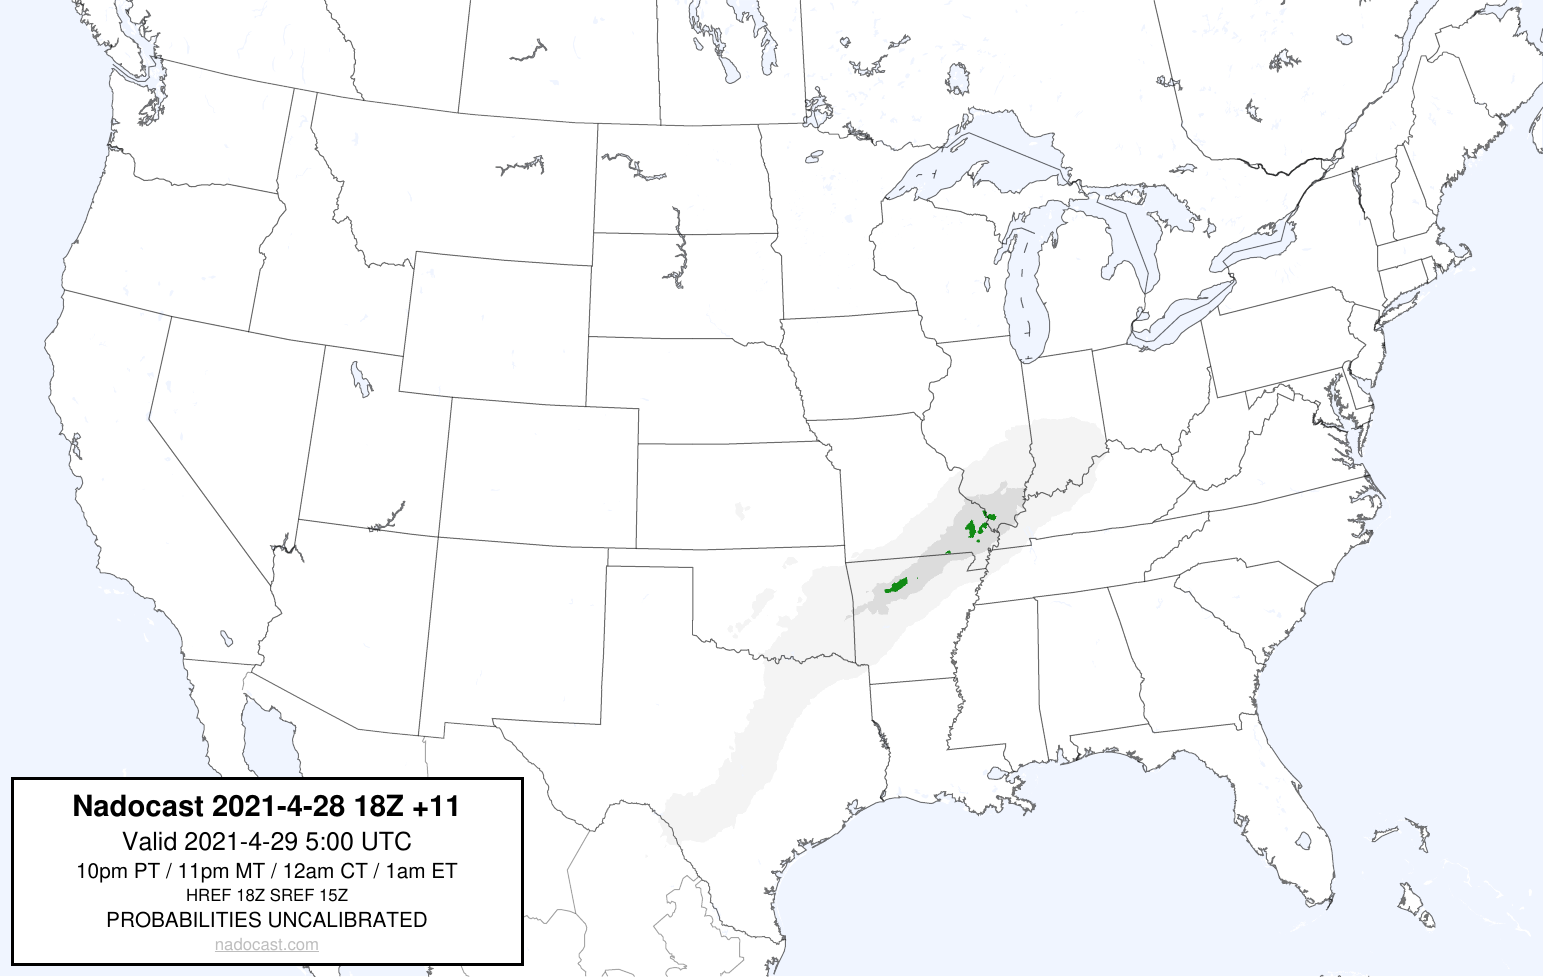 Nadocast 2021-4-28 18Z +11
Valid 2021-4-29 5:00 UTC
10pm PT / 11pm MT / 12am CT / 1am ET
HREF 18Z SREF 15Z
PROBABILITIES UNCALIBRATED
nadocast.com